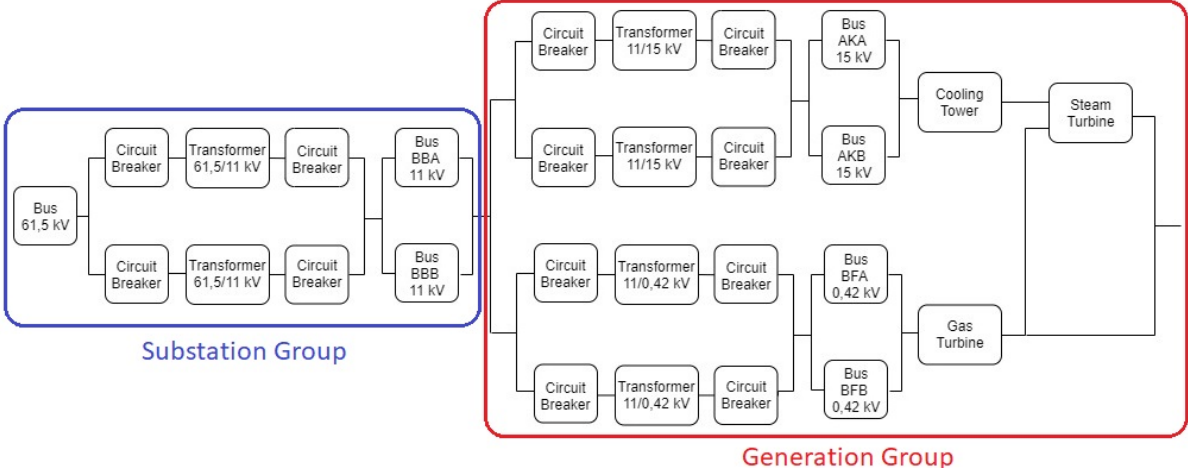 Circuit
Breaker
Transformer
11/15 kV
Circuit
Breaker
Bus
AKA
15 kV
Cooling
Tower
Steam
Turbine
Circuit
Breaker
Transformer
11/15 kV
Circuit
Breaker
Bus
AKB
15 kV
Bus
61,5 kV
Circuit
Breaker
Transformer
61,5/11 kV
Circuit
Breaker
Bus
BBA
11 kV
Circuit
Breaker
Transformer
61,5/11 kV
Circuit
Breaker
Bus
BBB
11 kV
Circuit
Breaker
Transformer
11/0,42 kV
Circuit
Breaker
Bus
BFA
0,42 kV
Gas
Turbine
Circuit
Breaker
Transformer
11/0,42 kV
Circuit
Breaker
Bus
BFB
0,42 kV
Substation Group
Generation Group